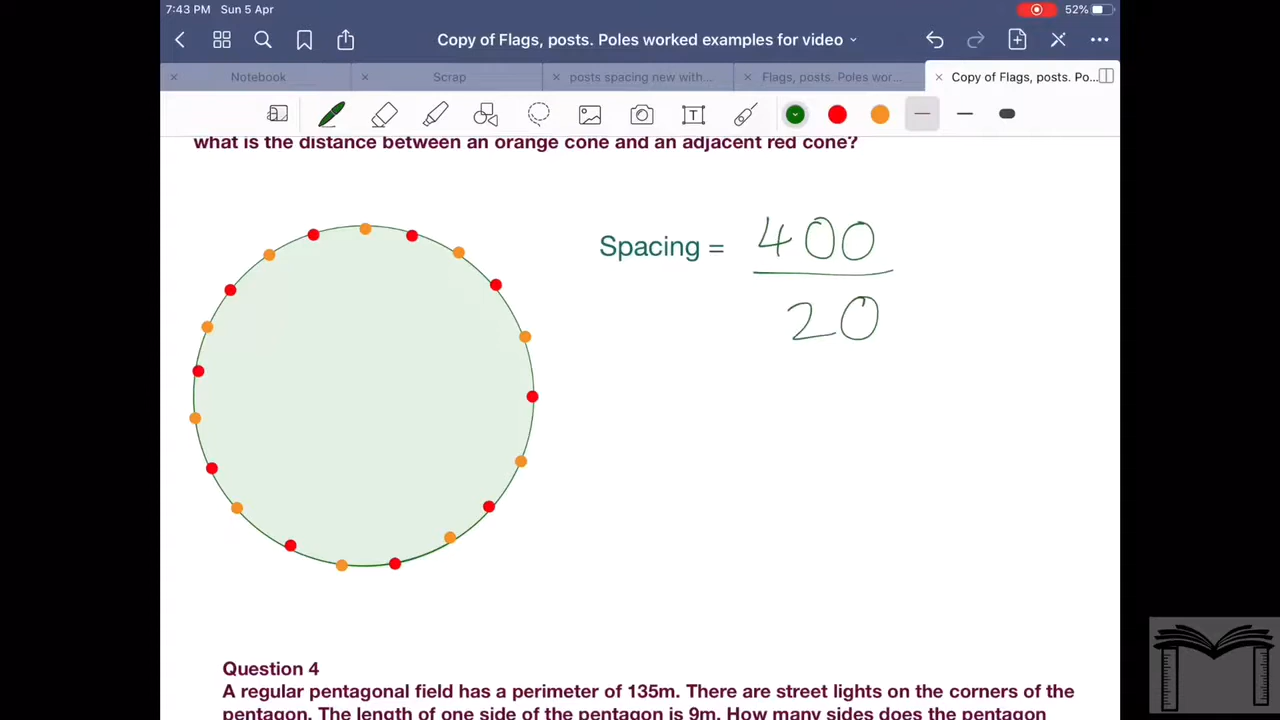 7:43 PM Sun 5 Apr 52%
Copy of Flags, posts. Poles worked examples for video
Notebook Scrap posts spacing new with... Flags, posts. Poles wor... Copy of Flags, posts. Po...
T
what is the distance between an orange cone and an adjacent red cone?
Spacing = 400
20
Question 4
A regular pentagonal field has a perimeter of 135m. There are street lights on the corners of the
pentagon. The length of one side of the pentagon is 9m. How many sides does the pentagon